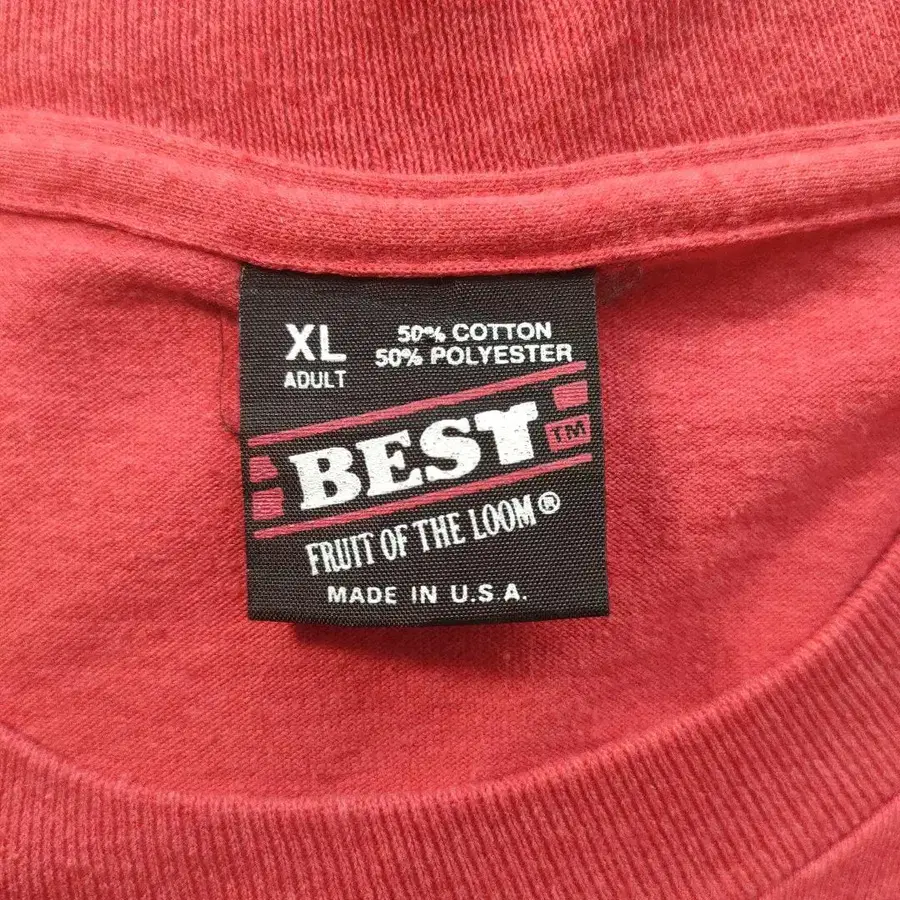 XL
ADULT
50% COTTON
50% POLYESTER
BEST TM
FRUIT OF THE LOOM®
MADE IN U.S.A.